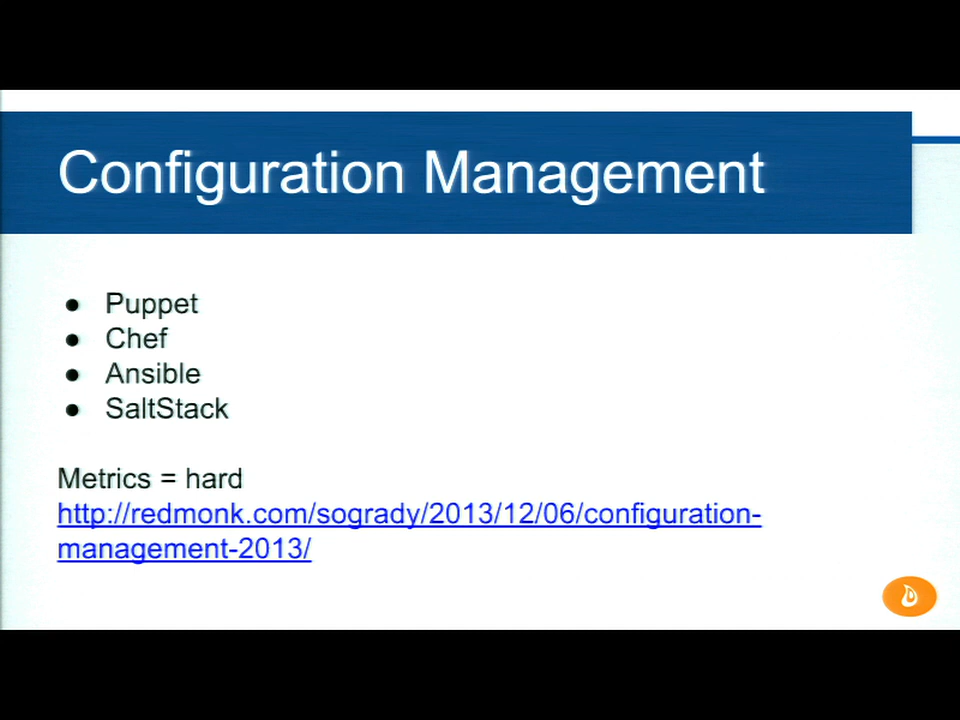 Configuration Management
● Puppet
● Chef
● Ansible
● SaltStack
Metrics = hard
http://redmonk.com/sogrady/2013/12/06/configuration-
management-2013/